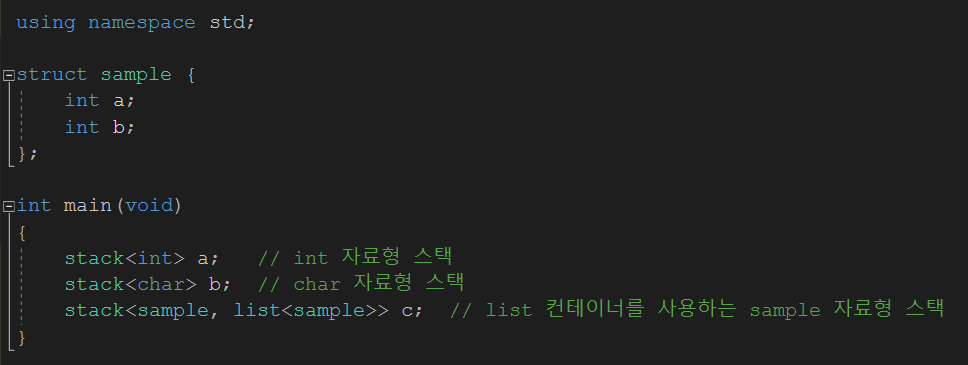 using namespace std;
struct sample {
int a;
int b;
};
int main(void)
{
stack<int> a;   // int 자료형 스택
stack<char> b;  // char 자료형 스택
stack<sample, list<sample>> c;  // list 컨테이너를 사용하는 sample 자료형 스택
}